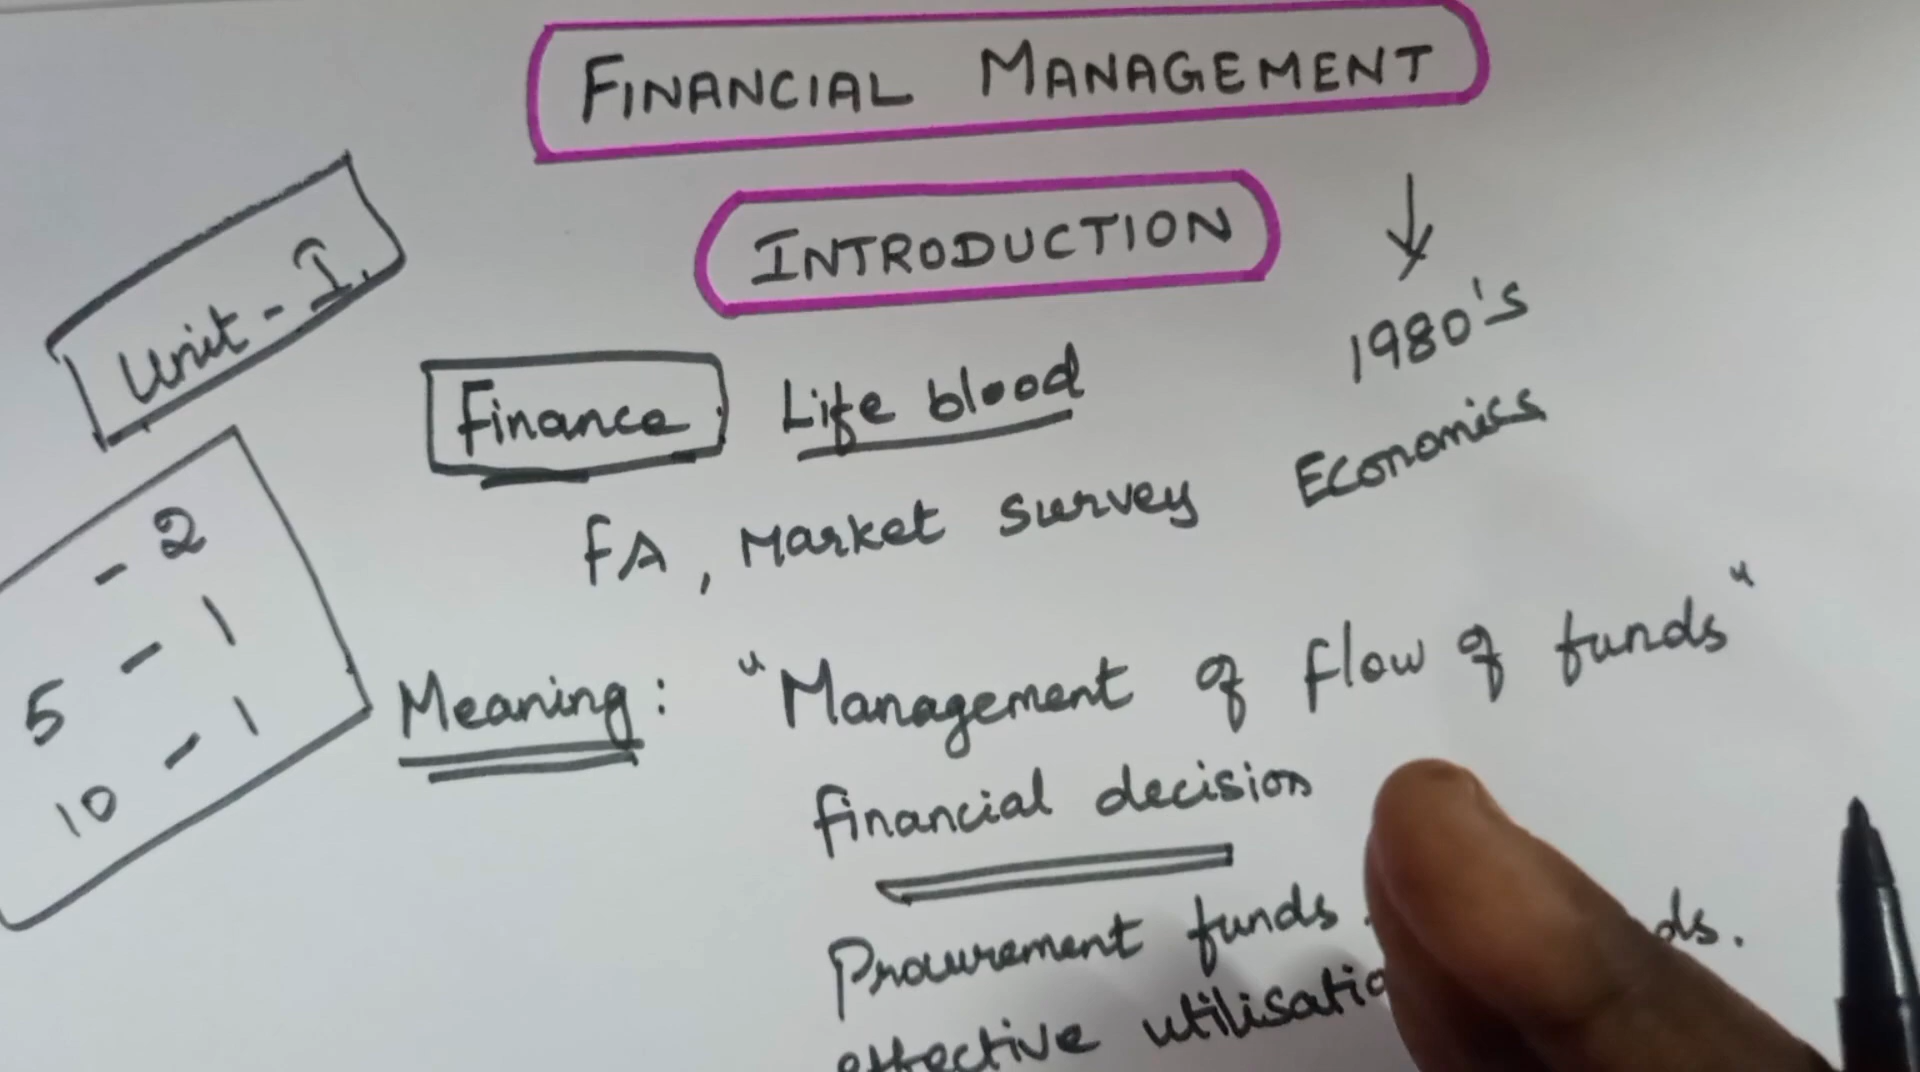 FINANCIAL MANAGEMENT
INTRODUCTION
Unit - I.
1980's
Economics
Finance: Life blood
FA, Market survey
- 2
5 - 1
10 - 1
Meaning: "Management of flow of funds"
financial decision
Procurement funds
effective